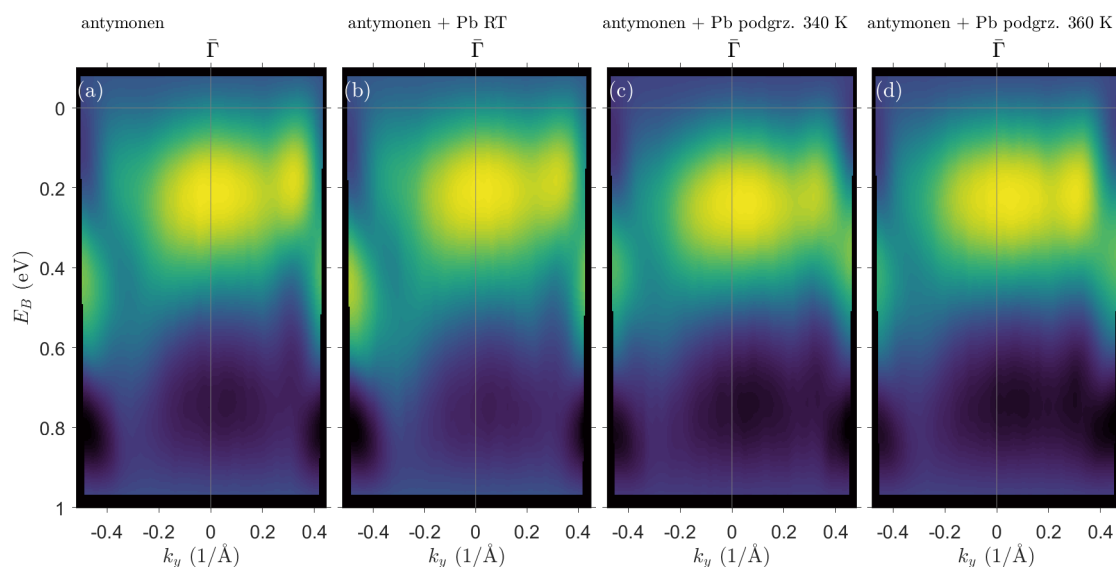 antymonen
antymonen + Pb RT
antymonen + Pb podgrz. 340 K
antymonen + Pb podgrz. 360 K
Γ̄ Γ̄ Γ̄ Γ̄
(a) (b) (c) (d)
0
0.2
0.4
0.6
0.8
1
E_B (eV)
-0.4 -0.2 0 0.2 0.4 -0.4 -0.2 0 0.2 0.4 -0.4 -0.2 0 0.2 0.4 -0.4 -0.2 0 0.2 0.4
k_y (1/Å) k_y (1/Å) k_y (1/Å) k_y (1/Å)